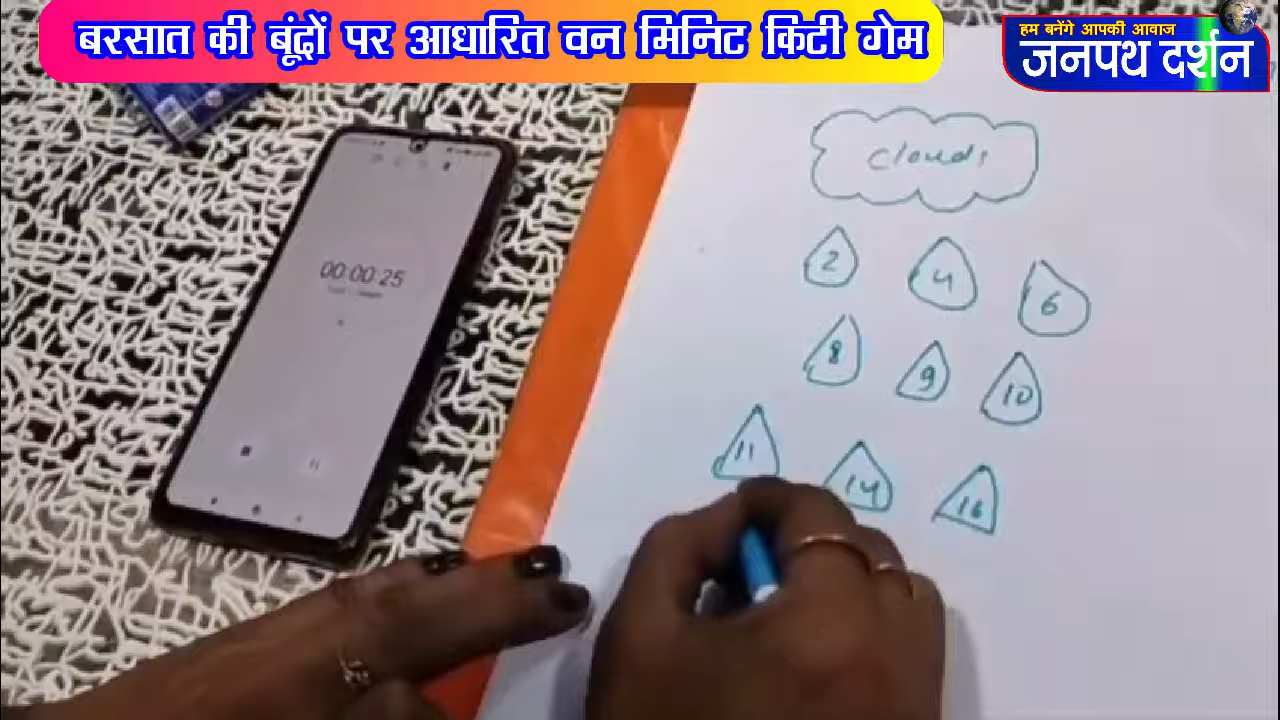 बरसात की बूंदों पर आधारित वन मिनिट किटी गेम
हम बनेंगे आपकी आवाज
जनपथ दर्शन
00:00:25
clouds
2 4 6
8 9 10
11 14 16